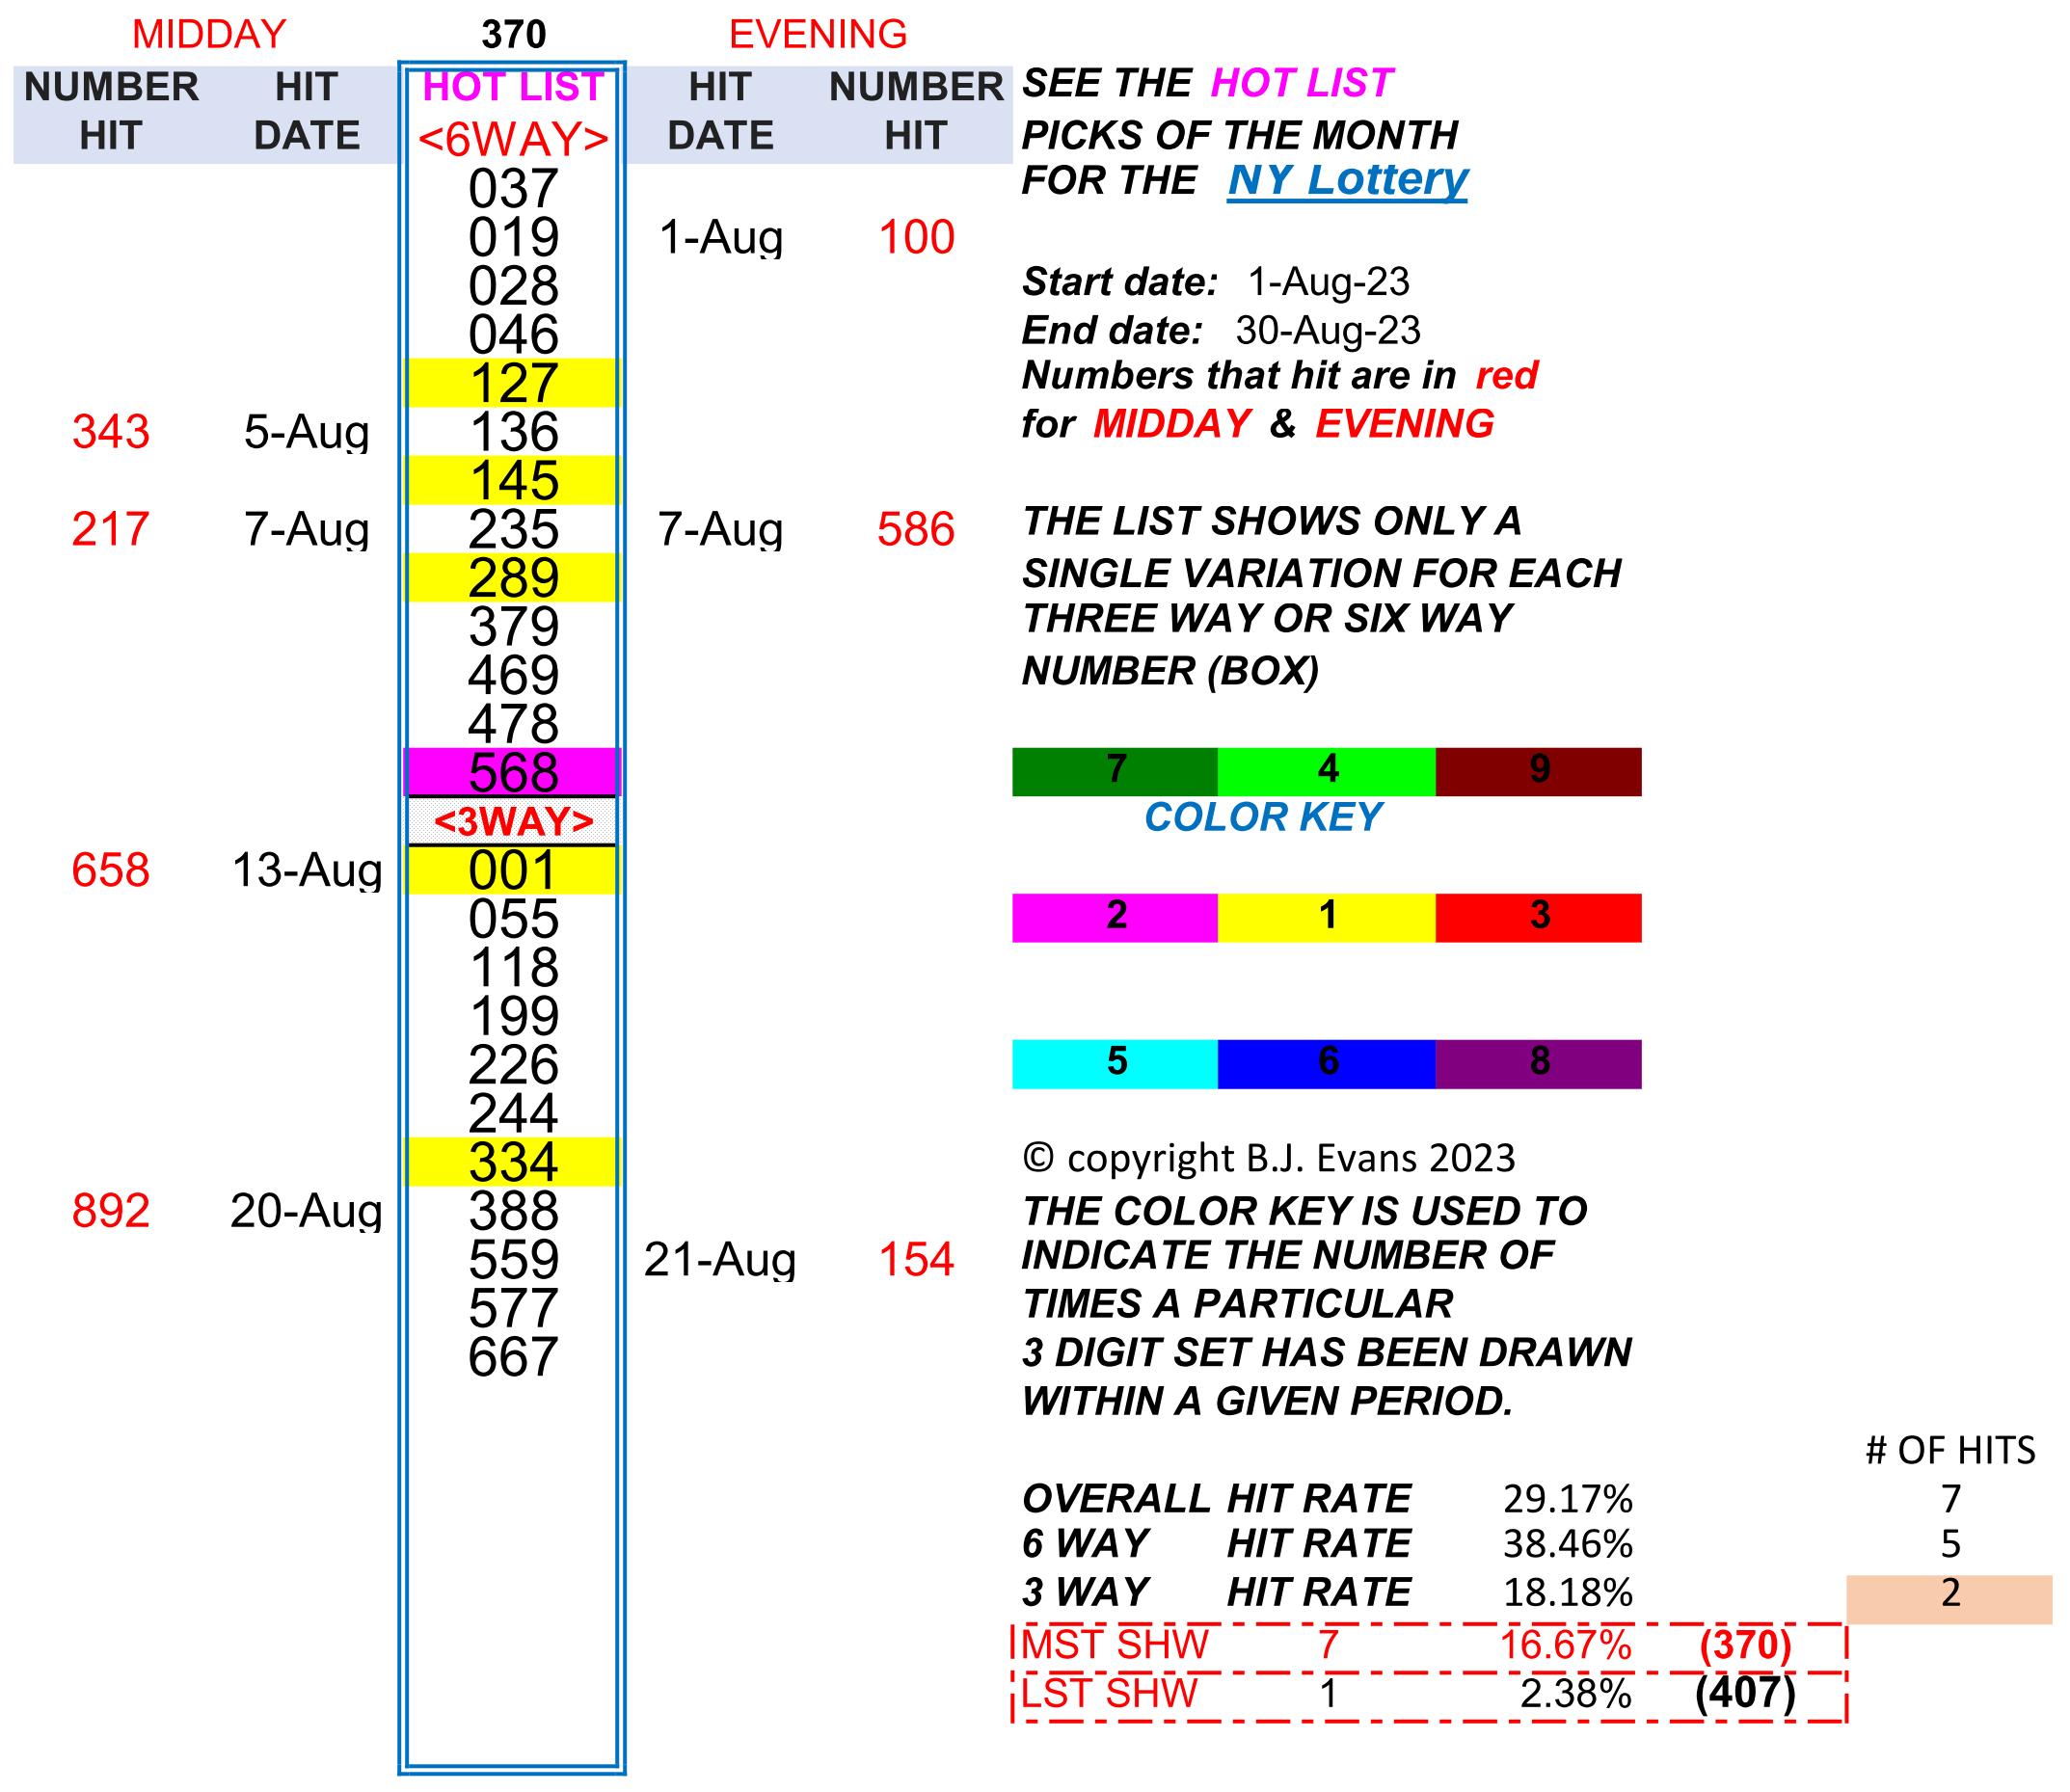 MIDDAY 370 EVENING
NUMBER HIT HOT LIST HIT NUMBER SEE THE HOT LIST
HIT DATE <6WAY> DATE HIT PICKS OF THE MONTH
037 FOR THE NY Lottery
019 1-Aug 100
028 Start date: 1-Aug-23
046 End date: 30-Aug-23
127 Numbers that hit are in red
343 5-Aug 136 for MIDDAY & EVENING
145
217 7-Aug 235 7-Aug 586 THE LIST SHOWS ONLY A
289 SINGLE VARIATION FOR EACH
379 THREE WAY OR SIX WAY
469 NUMBER (BOX)
478
568 7 4 9
<3WAY> COLOR KEY
658 13-Aug 001
055 2 1 3
118
199
226 5 6 8
244
334 © copyright B.J. Evans 2023
892 20-Aug 388 THE COLOR KEY IS USED TO
559 21-Aug 154 INDICATE THE NUMBER OF
577 TIMES A PARTICULAR
667 3 DIGIT SET HAS BEEN DRAWN
WITHIN A GIVEN PERIOD.
# OF HITS
OVERALL HIT RATE 29.17% 7
6 WAY HIT RATE 38.46% 5
3 WAY HIT RATE 18.18% 2
MST SHW 7 16.67% (370)
LST SHW 1 2.38% (407)